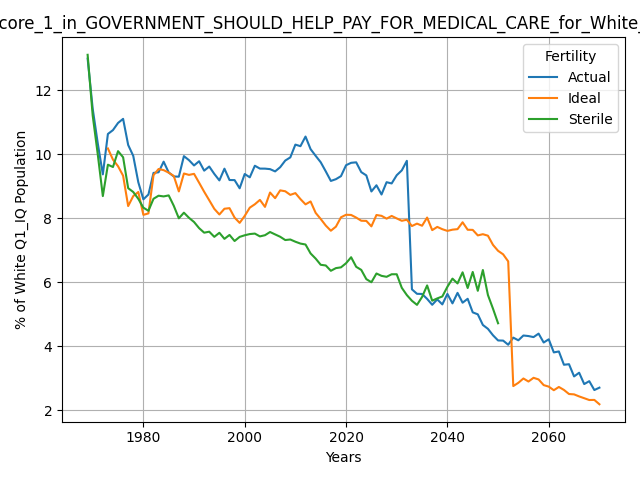 core_1_in_GOVERNMENT_SHOULD_HELP_PAY_FOR_MEDICAL_CARE_for_White_
Fertility
Actual
Ideal
Sterile
% of White Q1_IQ Population
12
10
8
6
4
2
1980
2000
2020
2040
2060
Years